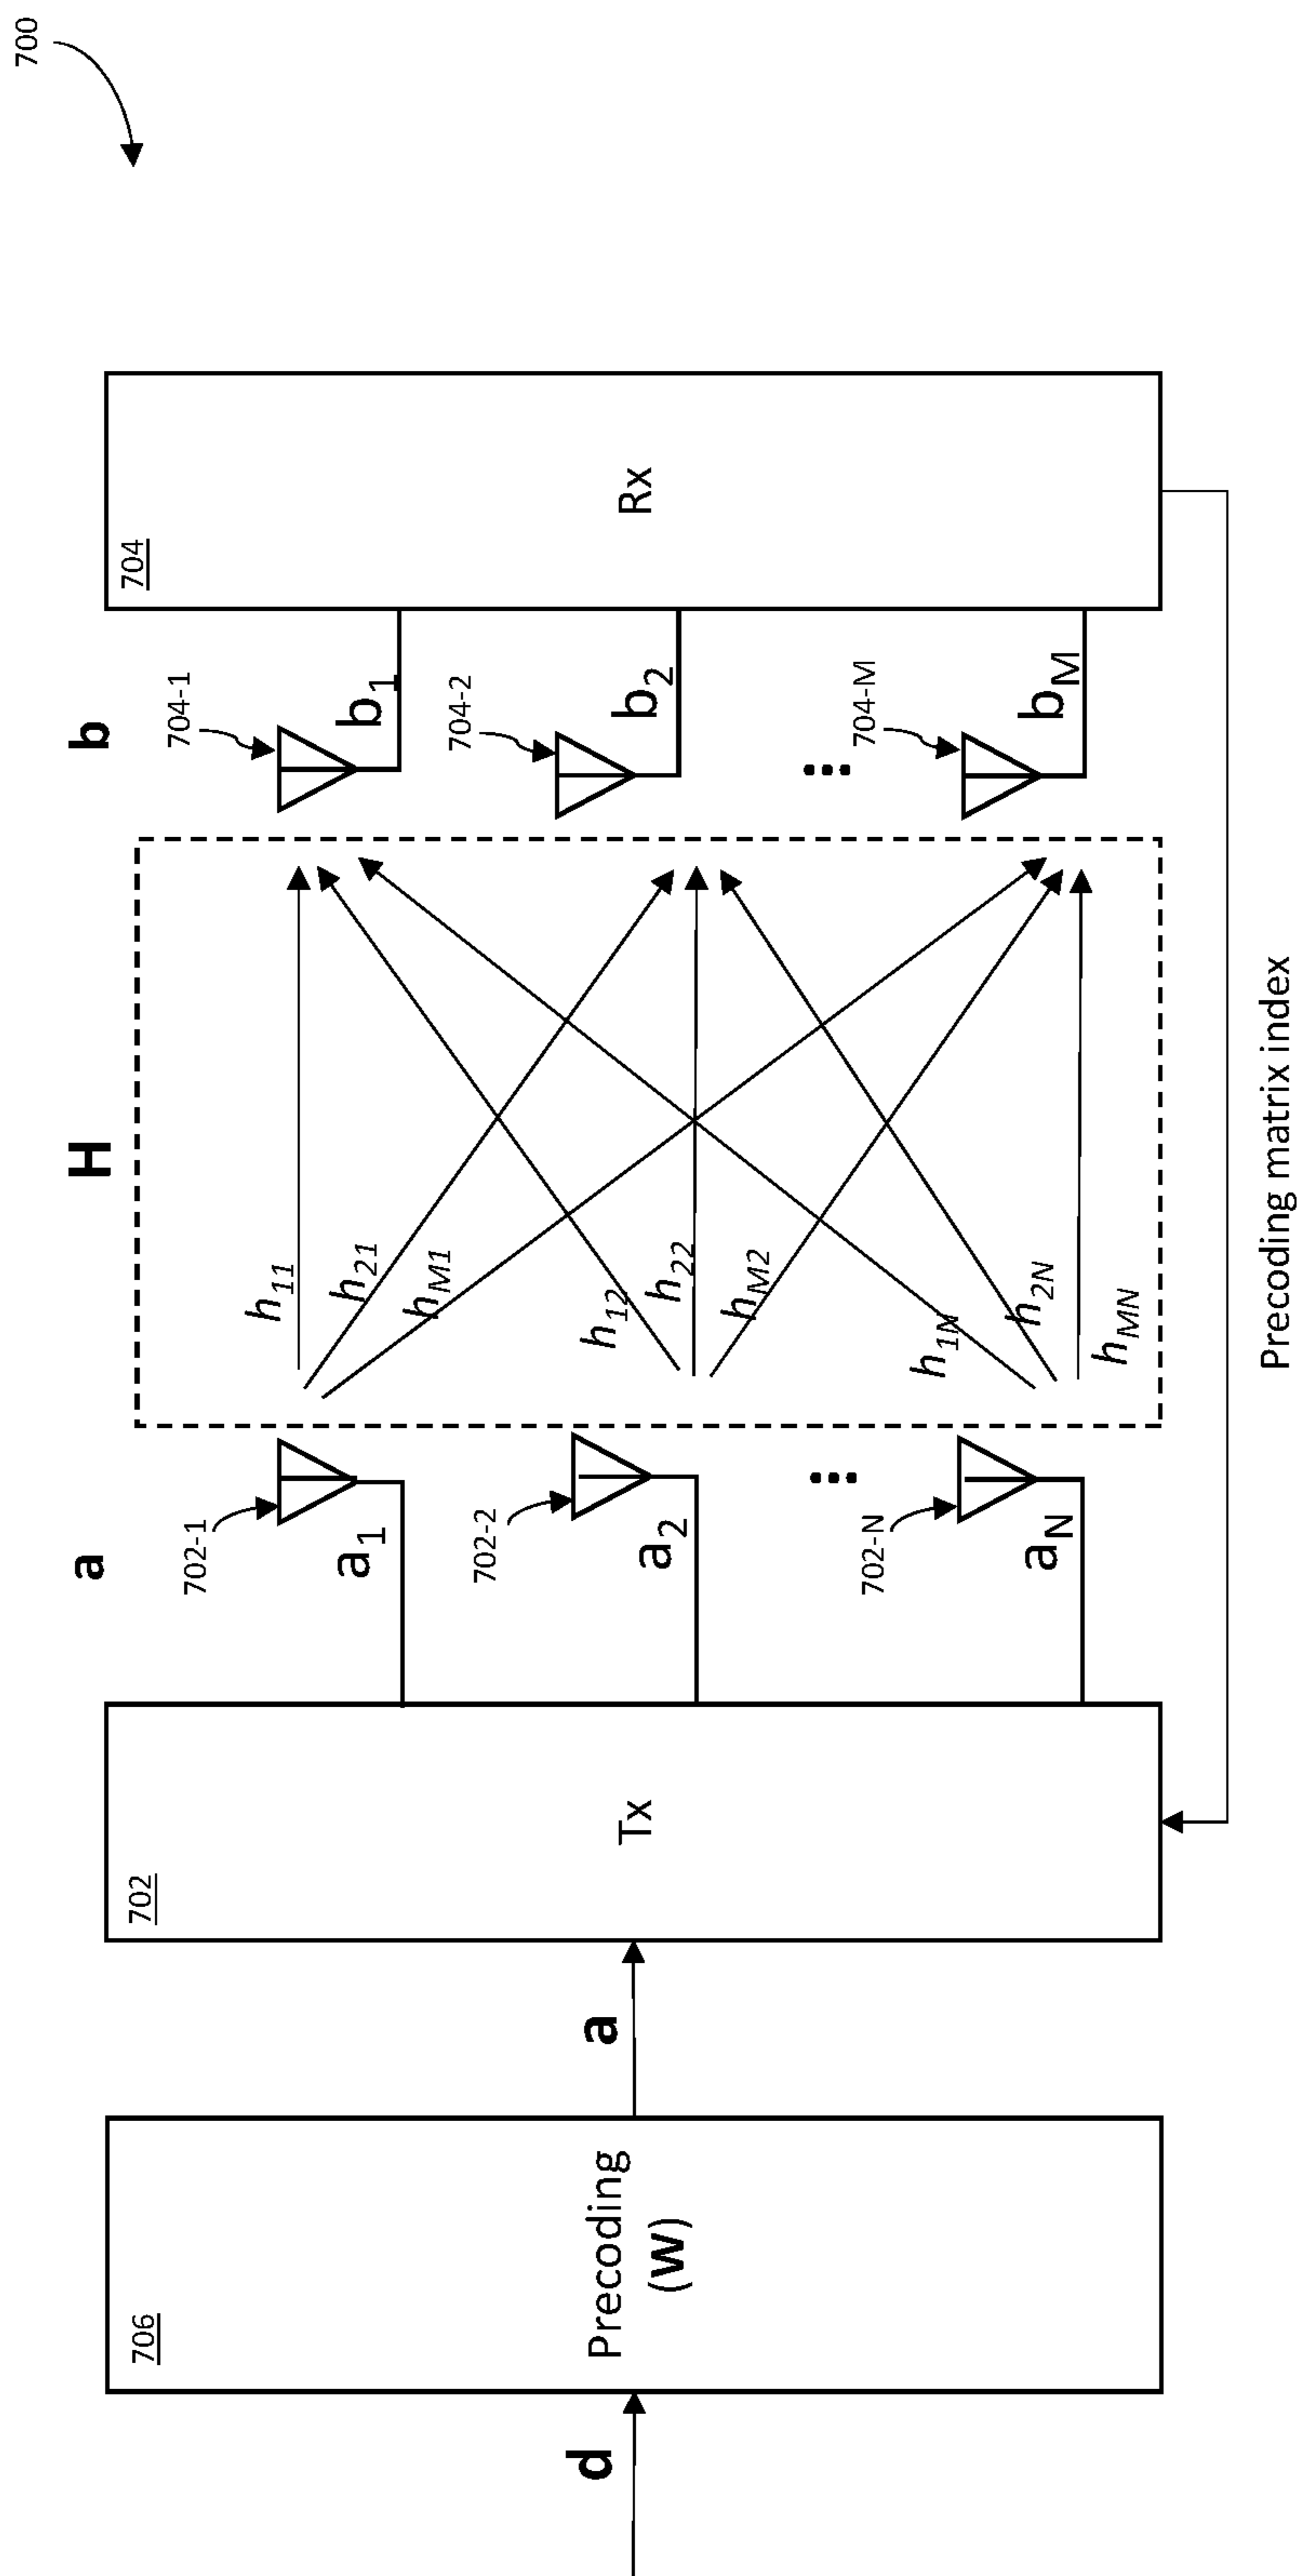 700
a
H
b
706
702
704
702-1
704-1
a1
h11
h21
hM1
b1
702-2
704-2
d
Precoding
(W)
a
Tx
a2
h12
h22
hM2
b2
Rx
702-N
704-M
aN
h1N
h2N
hMN
bM
Precoding matrix index